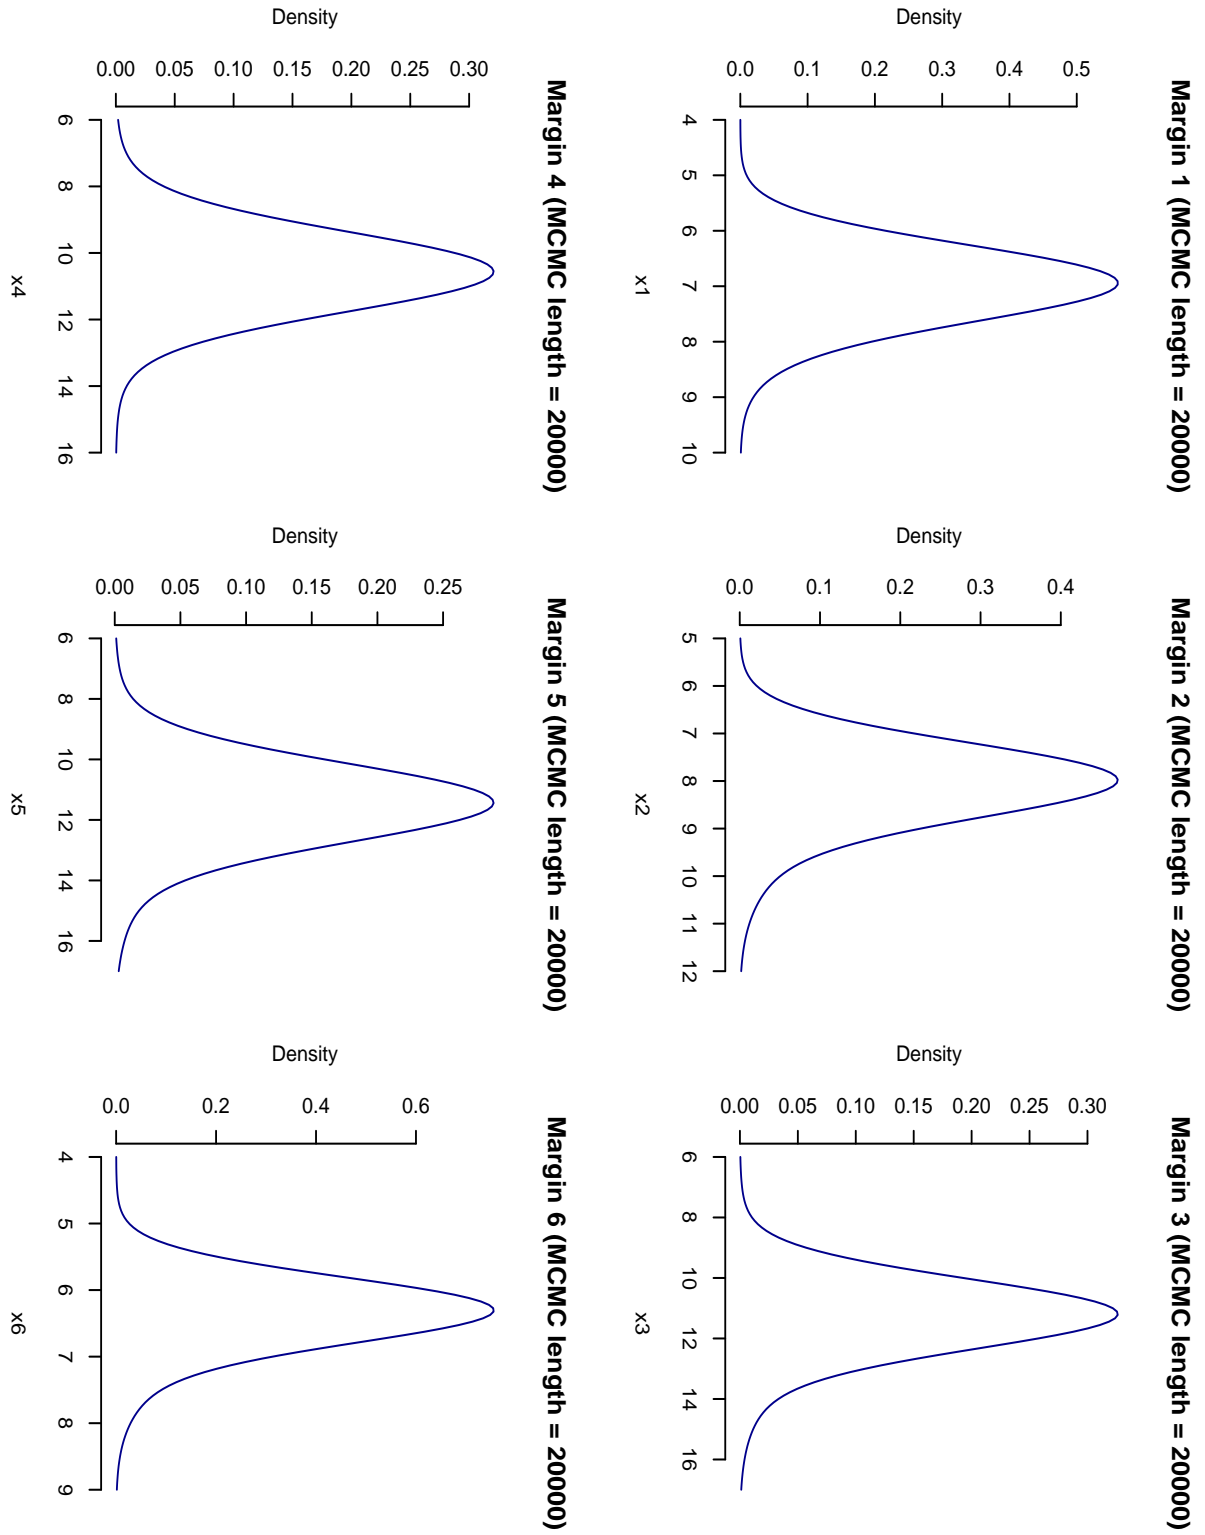 Margin 1 (MCMC length = 20000)
Density
0.0 0.1 0.2 0.3 0.4 0.5
4 5 6 7 8 9 10
x1
Margin 2 (MCMC length = 20000)
Density
0.0 0.1 0.2 0.3 0.4
5 6 7 8 9 10 11 12
x2
Margin 3 (MCMC length = 20000)
Density
0.00 0.05 0.10 0.15 0.20 0.25 0.30
6 8 10 12 14 16
x3
Margin 4 (MCMC length = 20000)
Density
0.00 0.05 0.10 0.15 0.20 0.25 0.30
6 8 10 12 14 16
x4
Margin 5 (MCMC length = 20000)
Density
0.00 0.05 0.10 0.15 0.20 0.25
6 8 10 12 14 16
x5
Margin 6 (MCMC length = 20000)
Density
0.0 0.2 0.4 0.6
4 5 6 7 8 9
x6